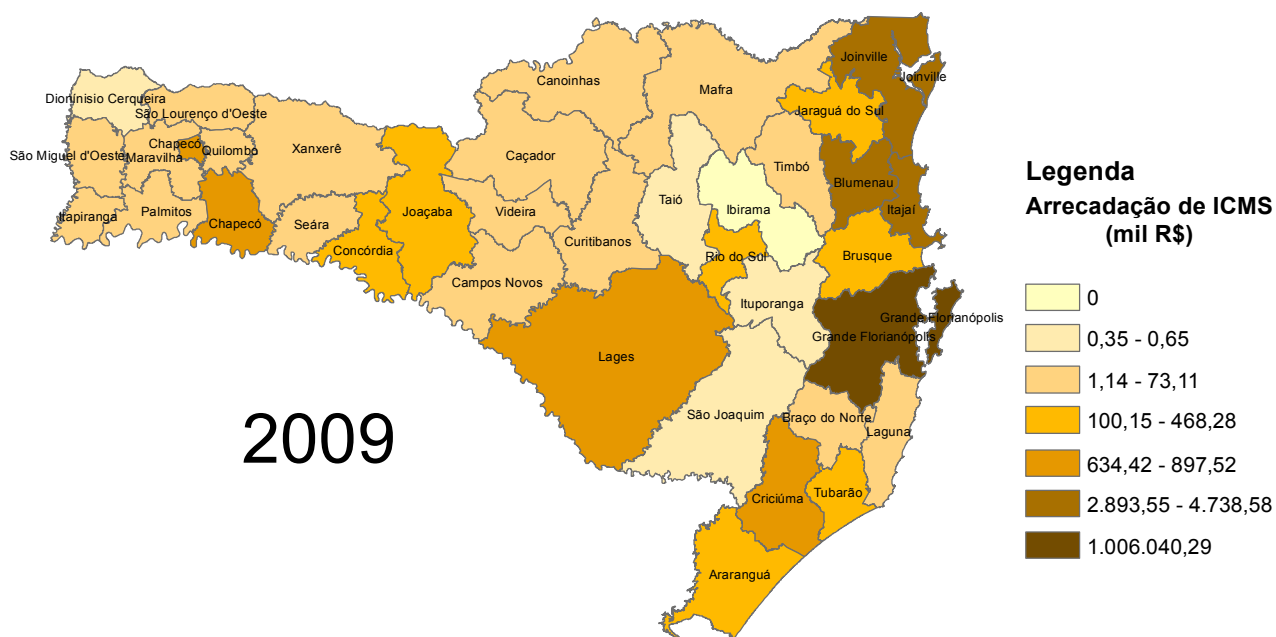 Joinville
Joinville
Canoinhas
Mafra
Dionínisio Cerqueira
Jaraguá do Sul
São Lourenço d'Oeste
Chapecó
Xanxerê
Quilombo
São Miguel d'Oeste
Maravilha
Caçador
Timbó
Blumenau
Legenda
Arrecadação de ICMS
(mil R$)
Taió
Ibirama
Itajaí
Itapiranga
Palmitos
Joaçaba
Videira
Chapecó
Seára
Curitibanos
Concórdia
Rio do Sul
Brusque
Campos Novos
Ituporanga
0
Grande Florianópolis
Grande Florianópolis
0,35 - 0,65
Lages
1,14 - 73,11
São Joaquim
Braço do Norte
Laguna
100,15 - 468,28
2009
634,42 - 897,52
Criciúma
Tubarão
2.893,55 - 4.738,58
1.006.040,29
Araranguá